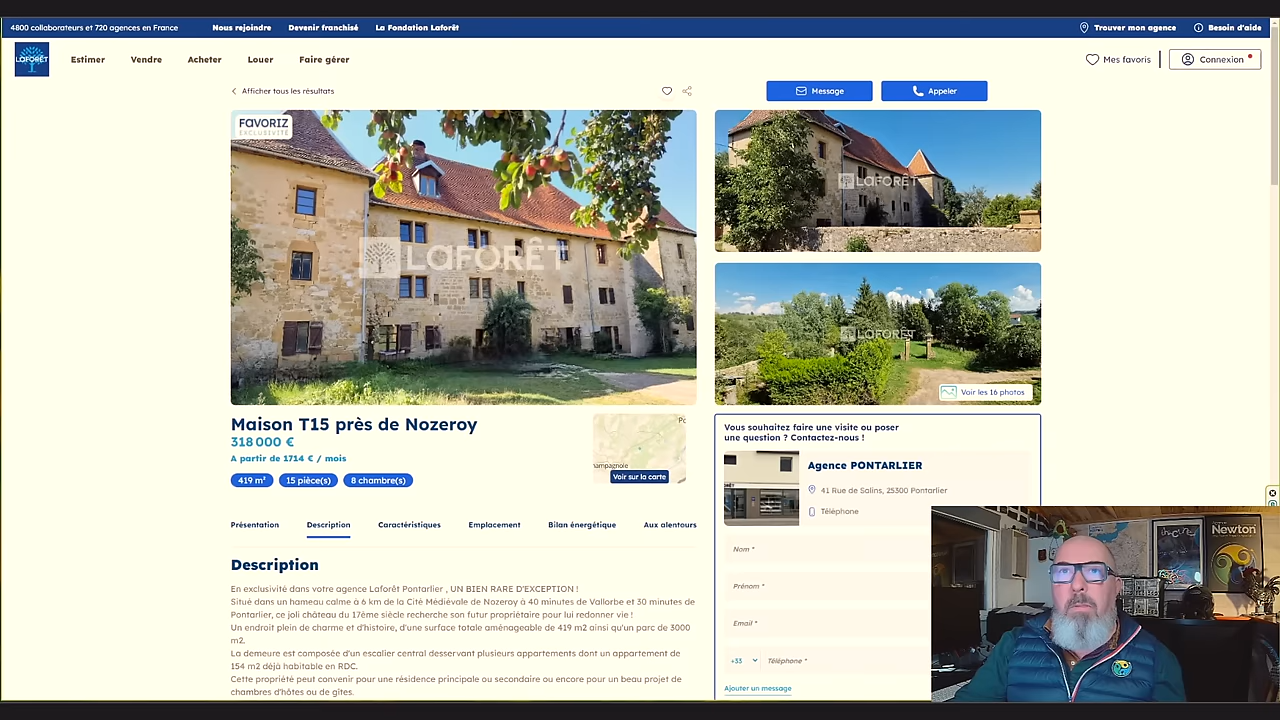 4800 collaborateurs et 720 agences en France
Nous rejoindre
Devenir franchisé
La Fondation Laforêt
Trouver mon agence
Besoin d'aide
LAFORÊT
Estimer
Vendre
Acheter
Louer
Faire gérer
Mes favoris
Connexion
Afficher tous les résultats
Message
Appeler
FAVORIZ
EXCLUSIVITÉ
LAFORÊT
LAFORÊT
LAFORÊT
Voir les 16 photos
Maison T15 près de Nozeroy
318 000 €
A partir de 1714 € / mois
419 m²
15 pièce(s)
8 chambre(s)
Voir sur la carte
Présentation
Description
Caractéristiques
Emplacement
Bilan énergétique
Aux alentours
Description
En exclusivité dans votre agence Laforêt Pontarlier , UN BIEN RARE D'EXCEPTION !
Situé dans un hameau calme à 6 km de la Cité Médiévale de Nozeroy à 40 minutes de Vallorbe et 30 minutes de
Pontarlier, ce joli château du 17ème siècle recherche son futur propriétaire pour lui redonner vie !
Un endroit plein de charme et d'histoire, d'une surface totale aménageable de 419 m2 ainsi qu'un parc de 3000
m2.
La demeure est composée d'un escalier central desservant plusieurs appartements dont un appartement de
154 m2 déjà habitable en RDC.
Cette propriété peut convenir pour une résidence principale ou secondaire ou encore pour un beau projet de
chambres d'hôtes ou de gîtes.
Vous souhaitez faire une visite ou poser
une question ? Contactez-nous !
Agence PONTARLIER
41 Rue de Salins, 25300 Pontarlier
Téléphone
Nom *
Prénom *
Email *
+33
Téléphone *
Ajouter un message
Newton